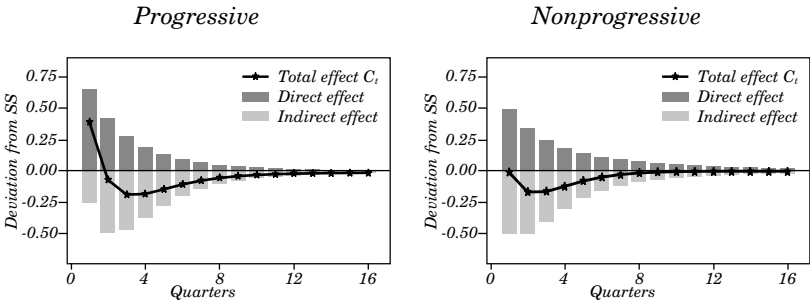 Progressive
Nonprogressive
Deviation from SS
0.75
0.50
0.25
0.00
-0.25
-0.50
Total effect Cₜ
Direct effect
Indirect effect
0 4 8 12 16
Quarters
Deviation from SS
0.75
0.50
0.25
0.00
-0.25
-0.50
Total effect Cₜ
Direct effect
Indirect effect
0 4 8 12 16
Quarters